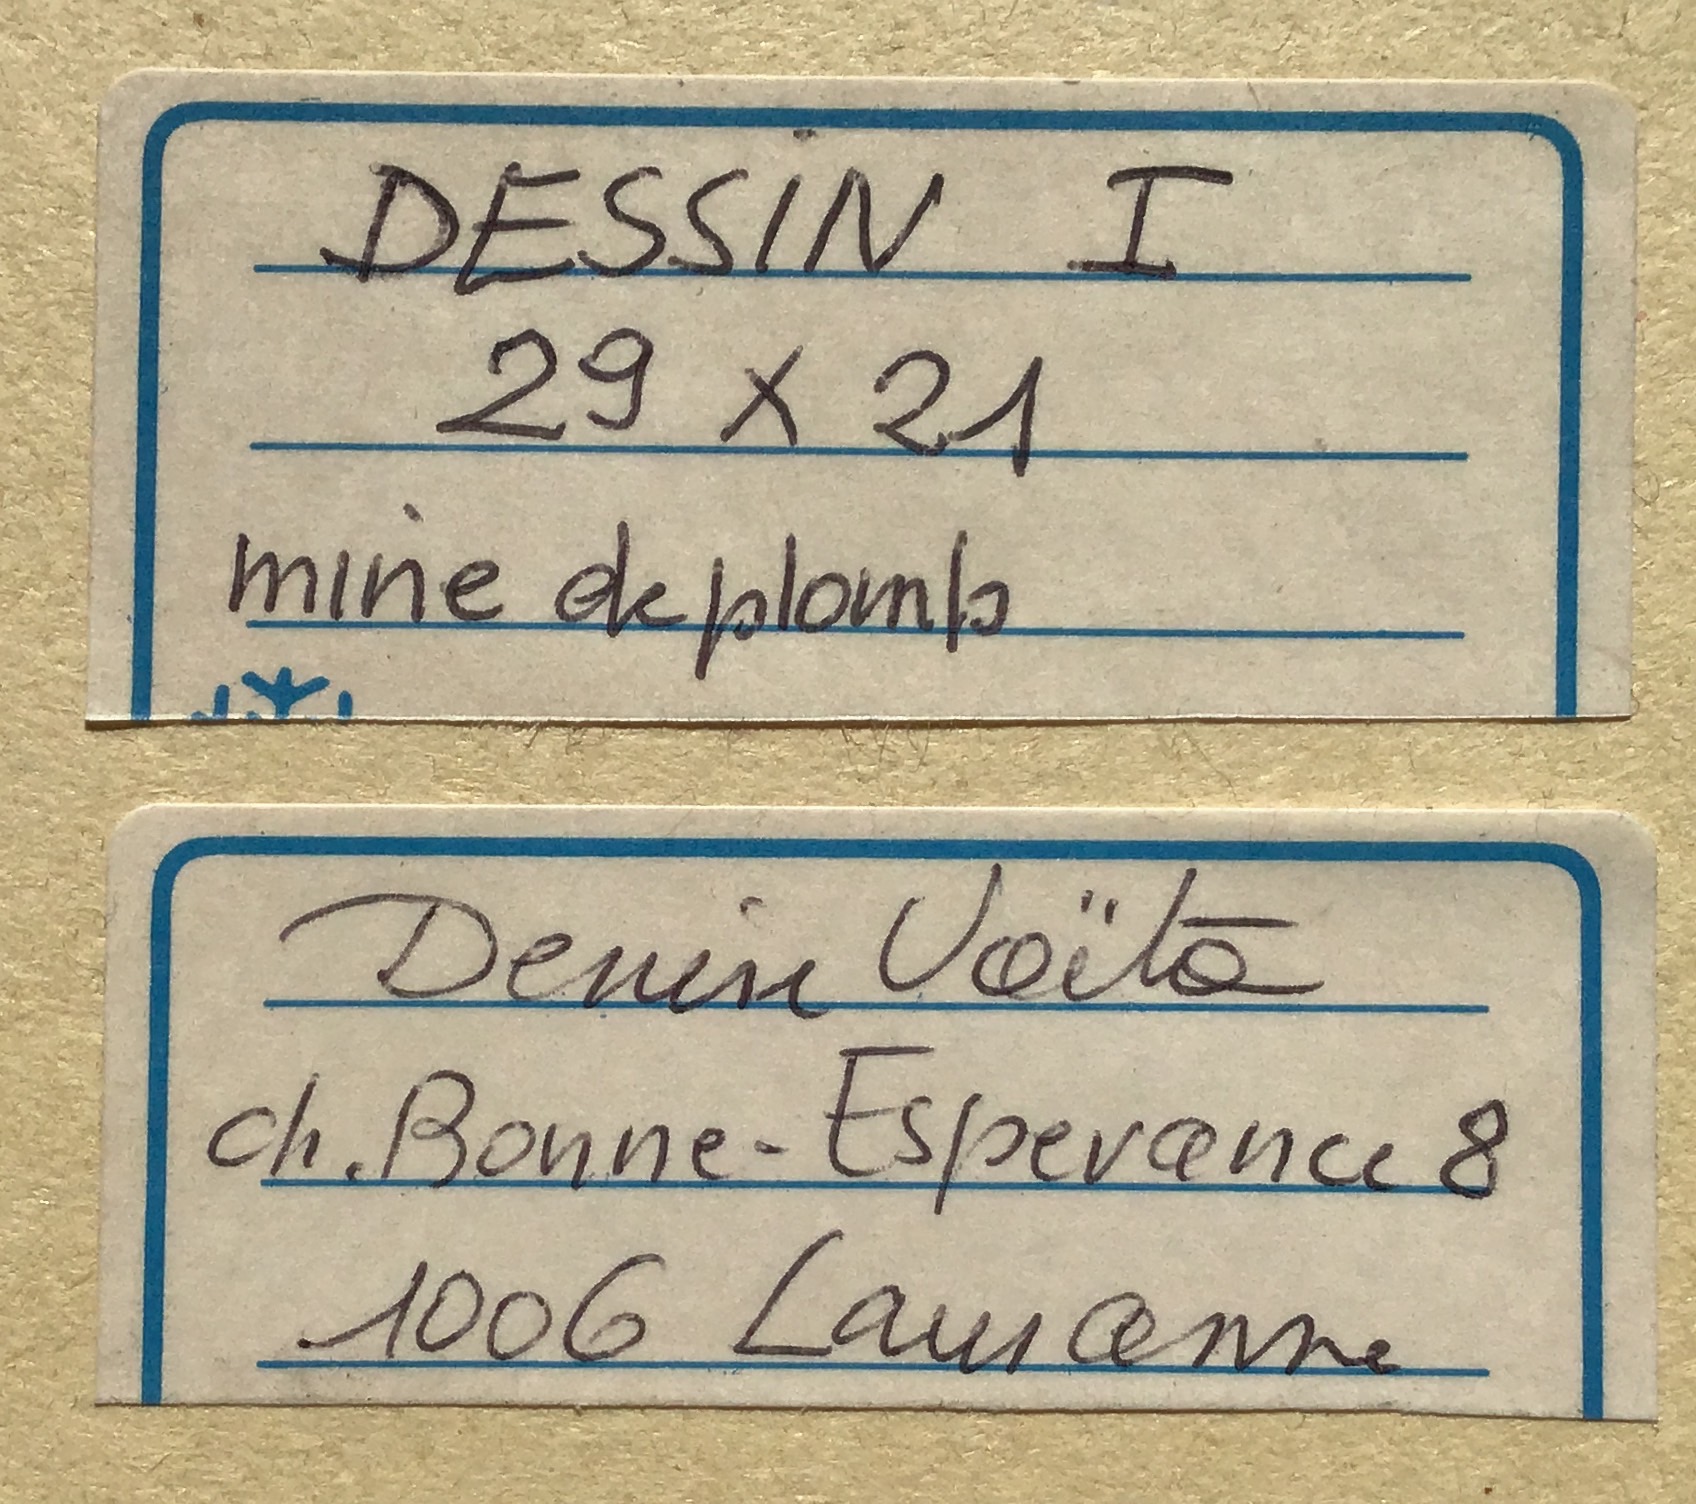 DESSIN I
29 x 21
mine de plomb
Denise Voïta
ch. Bonne-Esperance 8
1006 Lausanne